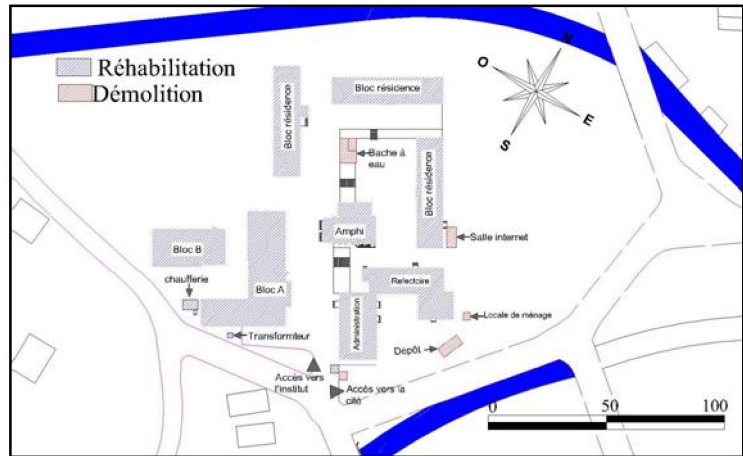 Réhabilitation
Démolition
N
O
E
S
Bloc résidence
Bloc résidence
Bache à
eau
Bloc résidence
Amphi
Salle internet
Bloc B
chaufferie
Bloc A
Refectoire
Administration
Locale de ménage
Transformteur
Dépôt
Accès vers
l'institut
Accès vers la
cité
0 50 100